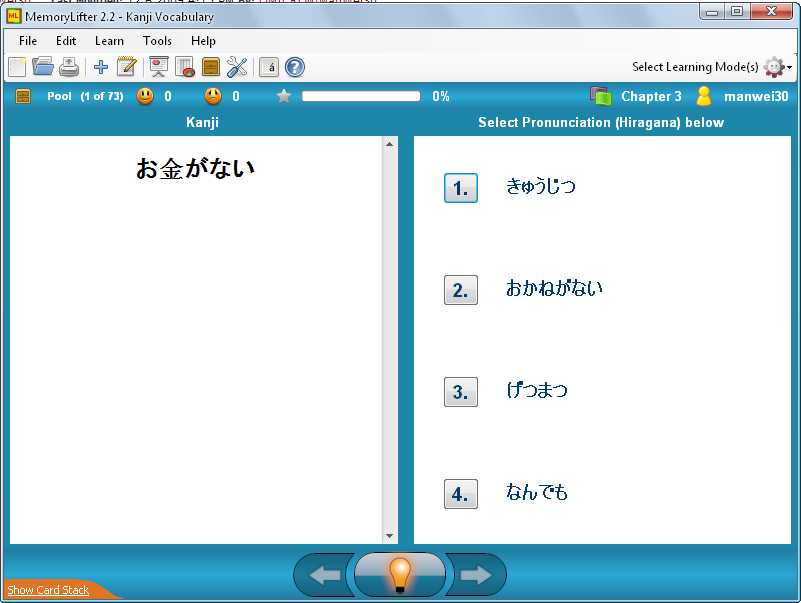 MemoryLifter 2.2 - Kanji Vocabulary
File Edit Learn Tools Help
Select Learning Mode(s)
Pool (1 of 73) 0 0 0% Chapter 3 manwei30
Kanji
Select Pronunciation (Hiragana) below
お金がない
1. きゅうじつ
2. おかねがない
3. げつまつ
4. なんでも
Show Card Stack